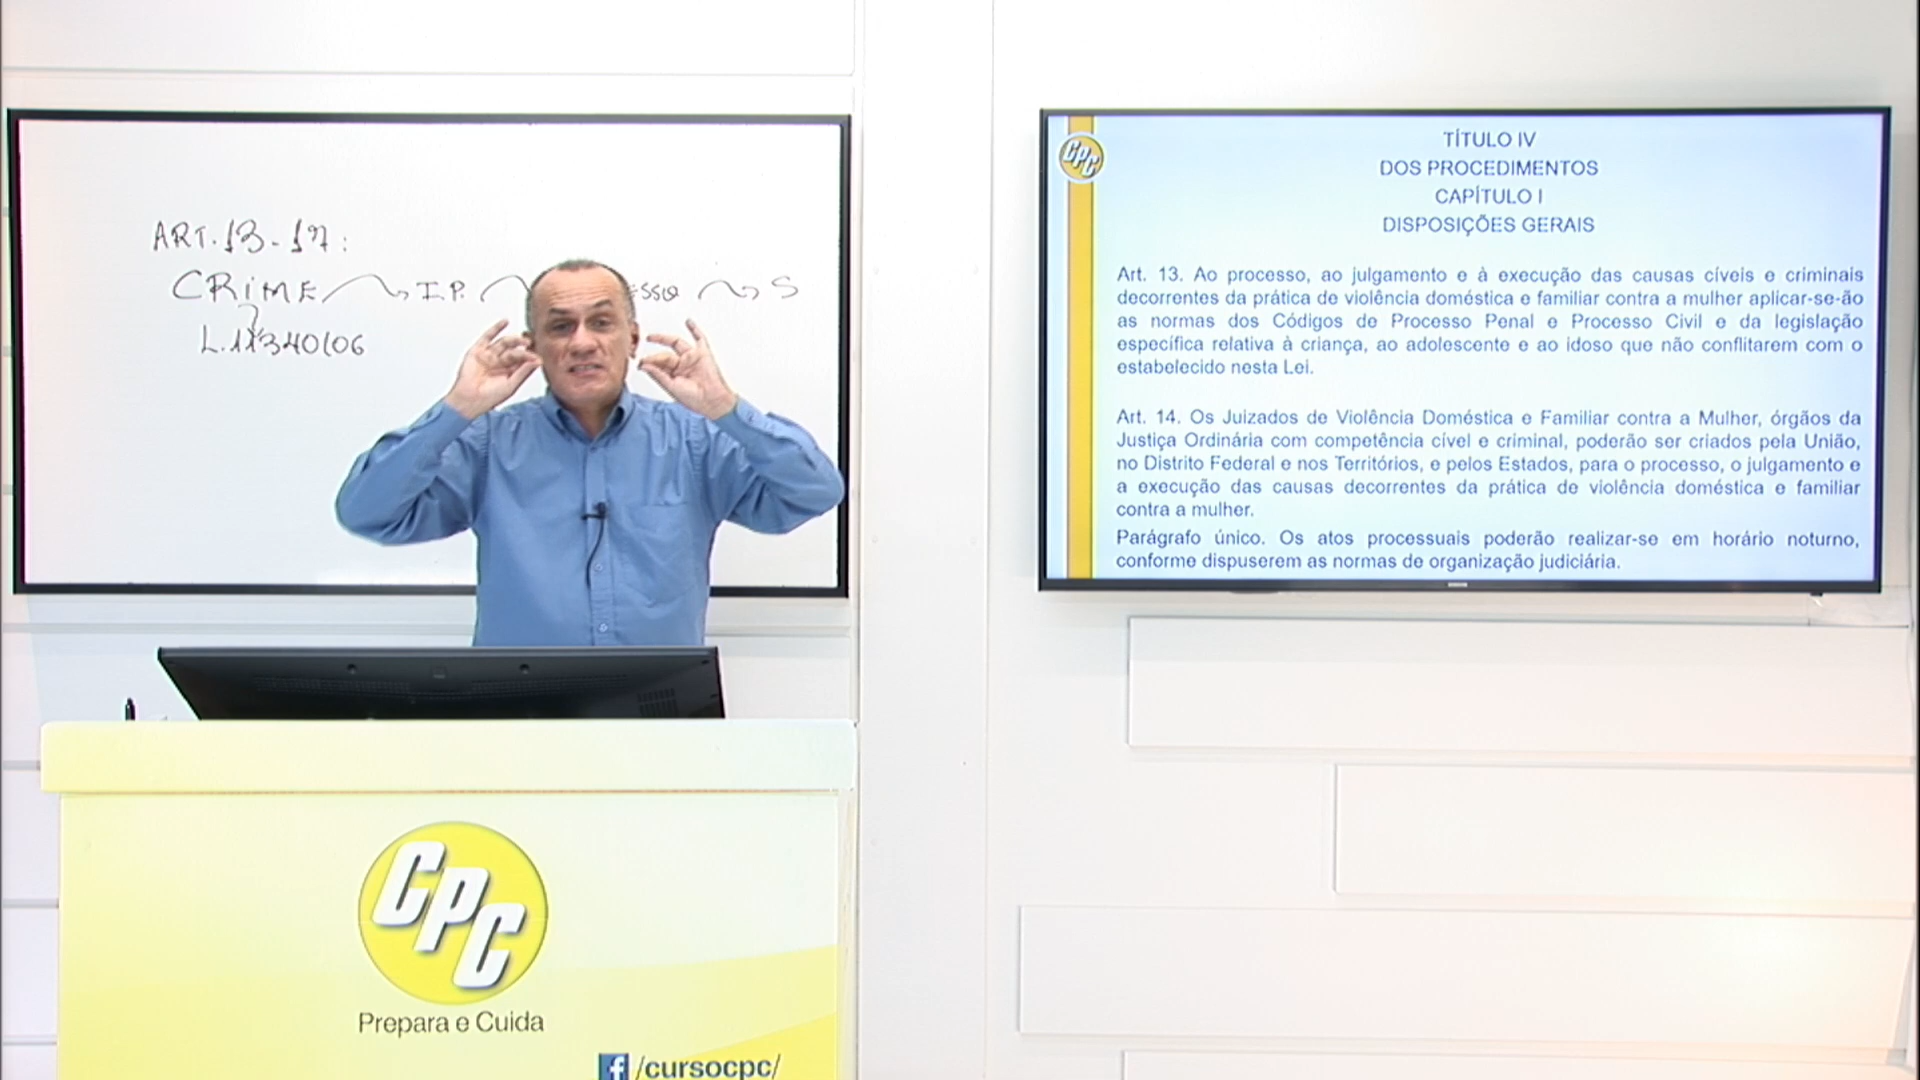 ART. 13 - 17:
CRIME I.P. ESSO S
L.11340/06
CPC
TÍTULO IV
DOS PROCEDIMENTOS
CAPÍTULO I
DISPOSIÇÕES GERAIS
Art. 13. Ao processo, ao julgamento e à execução das causas cíveis e criminais
decorrentes da prática de violência doméstica e familiar contra a mulher aplicar-se-ão
as normas dos Códigos de Processo Penal e Processo Civil e da legislação
específica relativa à criança, ao adolescente e ao idoso que não conflitarem com o
estabelecido nesta Lei.
Art. 14. Os Juizados de Violência Doméstica e Familiar contra a Mulher, órgãos da
Justiça Ordinária com competência cível e criminal, poderão ser criados pela União,
no Distrito Federal e nos Territórios, e pelos Estados, para o processo, o julgamento e
a execução das causas decorrentes da prática de violência doméstica e familiar
contra a mulher.
Parágrafo único. Os atos processuais poderão realizar-se em horário noturno,
conforme dispuserem as normas de organização judiciária.
CPC
Prepara e Cuida
f /cursocpc/